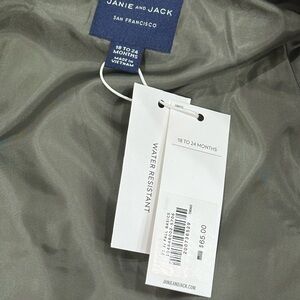 JANIE AND JACK
SAN FRANCISCO
18 TO 24
MONTHS
MADE IN
VIETNAM
18 TO 24 MONTHS
WATER RESISTANT
$65.00
200736529
JANIEANDJACK.COM